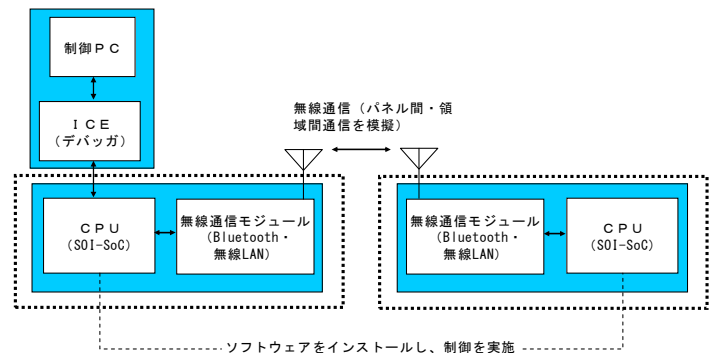 制御ＰＣ
ＩＣＥ
（デバッガ）
無線通信（パネル間・領
域間通信を模擬）
ＣＰＵ
（SOI-SoC）
無線通信モジュール
（Bluetooth・
無線LAN）
無線通信モジュール
（Bluetooth・
無線LAN）
ＣＰＵ
（SOI-SoC）
ソフトウェアをインストールし、制御を実施